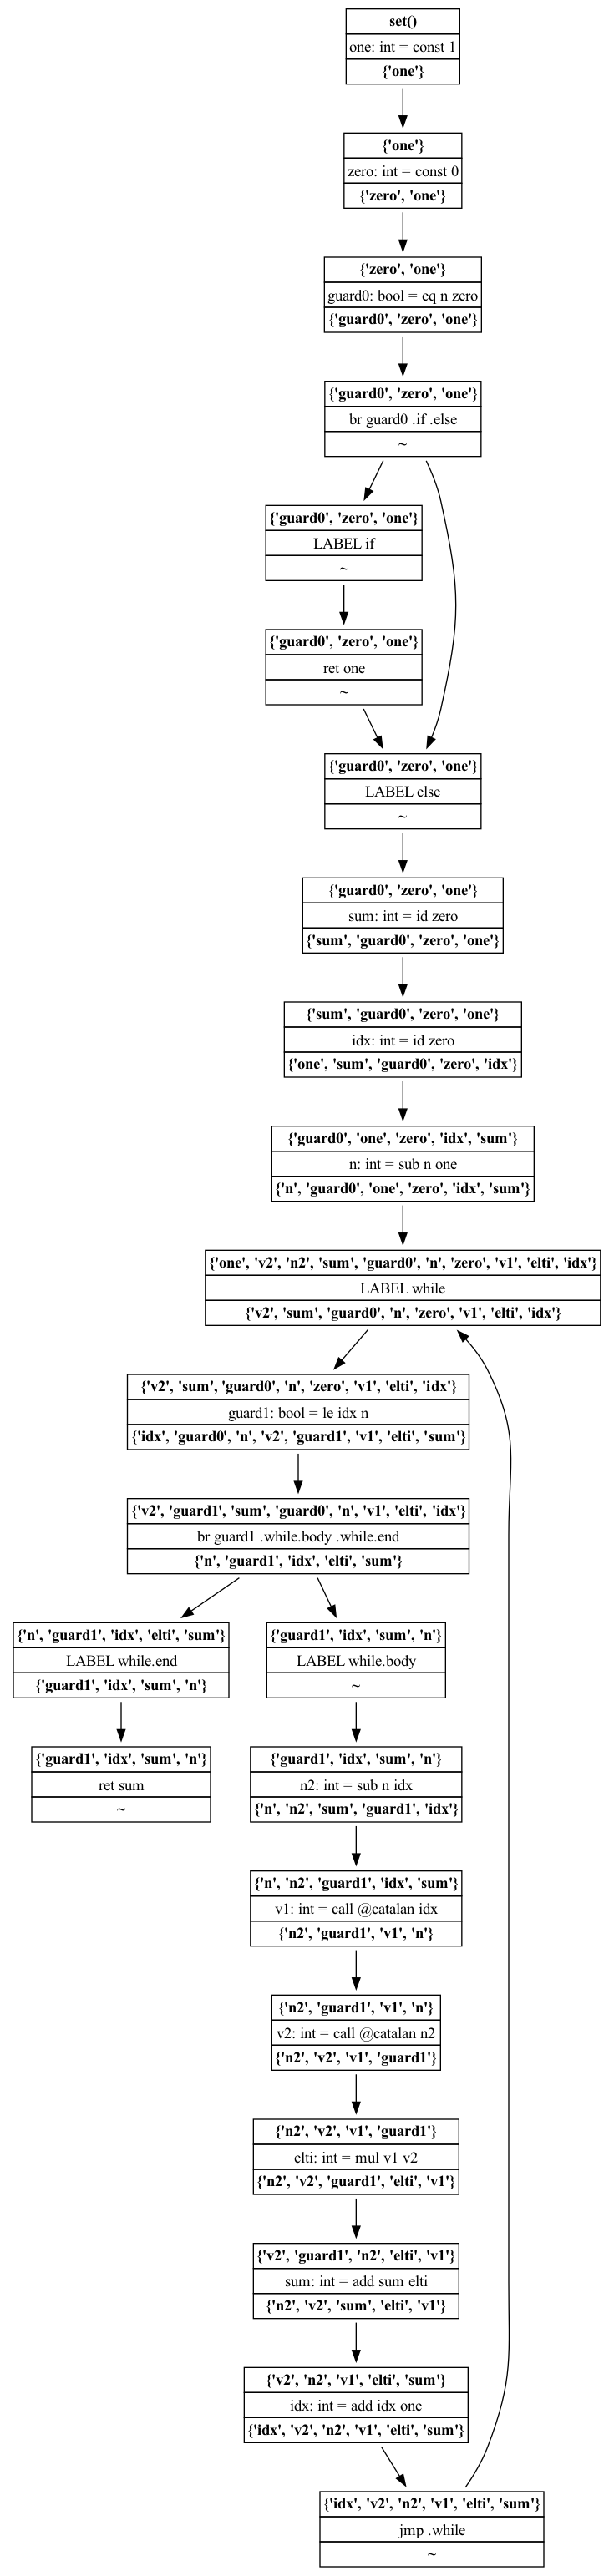 set()
one: int = const 1
{'one'}
{'one'}
zero: int = const 0
{'zero', 'one'}
{'zero', 'one'}
guard0: bool = eq n zero
{'guard0', 'zero', 'one'}
{'guard0', 'zero', 'one'}
br guard0 .if .else
~
{'guard0', 'zero', 'one'}
LABEL if
~
{'guard0', 'zero', 'one'}
ret one
~
{'guard0', 'zero', 'one'}
LABEL else
~
{'guard0', 'zero', 'one'}
sum: int = id zero
{'sum', 'guard0', 'zero', 'one'}
{'sum', 'guard0', 'zero', 'one'}
idx: int = id zero
{'one', 'sum', 'guard0', 'zero', 'idx'}
{'guard0', 'one', 'zero', 'idx', 'sum'}
n: int = sub n one
{'n', 'guard0', 'one', 'zero', 'idx', 'sum'}
{'one', 'v2', 'n2', 'sum', 'guard0', 'n', 'zero', 'v1', 'elti', 'idx'}
LABEL while
{'v2', 'sum', 'guard0', 'n', 'zero', 'v1', 'elti', 'idx'}
{'v2', 'sum', 'guard0', 'n', 'zero', 'v1', 'elti', 'idx'}
guard1: bool = le idx n
{'idx', 'guard0', 'n', 'v2', 'guard1', 'v1', 'elti', 'sum'}
{'v2', 'guard1', 'sum', 'guard0', 'n', 'v1', 'elti', 'idx'}
br guard1 .while.body .while.end
{'n', 'guard1', 'idx', 'elti', 'sum'}
{'n', 'guard1', 'idx', 'elti', 'sum'}
LABEL while.end
{'guard1', 'idx', 'sum', 'n'}
{'guard1', 'idx', 'sum', 'n'}
LABEL while.body
~
{'guard1', 'idx', 'sum', 'n'}
ret sum
~
{'guard1', 'idx', 'sum', 'n'}
n2: int = sub n idx
{'n', 'n2', 'sum', 'guard1', 'idx'}
{'n', 'n2', 'guard1', 'idx', 'sum'}
v1: int = call @catalan idx
{'n2', 'guard1', 'v1', 'n'}
{'n2', 'guard1', 'v1', 'n'}
v2: int = call @catalan n2
{'n2', 'v2', 'v1', 'guard1'}
{'n2', 'v2', 'v1', 'guard1'}
elti: int = mul v1 v2
{'n2', 'v2', 'guard1', 'elti', 'v1'}
{'v2', 'guard1', 'n2', 'elti', 'v1'}
sum: int = add sum elti
{'n2', 'v2', 'sum', 'elti', 'v1'}
{'v2', 'n2', 'v1', 'elti', 'sum'}
idx: int = add idx one
{'idx', 'v2', 'n2', 'v1', 'elti', 'sum'}
{'idx', 'v2', 'n2', 'v1', 'elti', 'sum'}
jmp .while
~